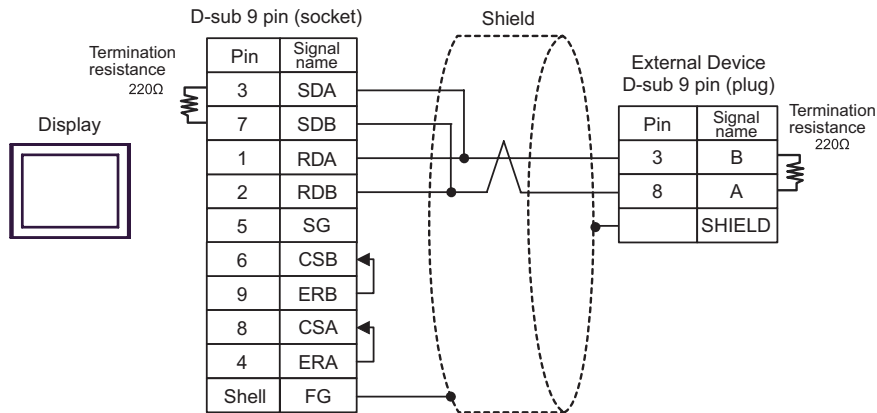 D-sub 9 pin (socket)
Shield
Termination
resistance
220Ω
Display
Pin Signal name
3 SDA
7 SDB
1 RDA
2 RDB
5 SG
6 CSB
9 ERB
8 CSA
4 ERA
Shell FG
External Device
D-sub 9 pin (plug)
Pin Signal name
3 B
8 A
SHIELD
Termination
resistance
220Ω